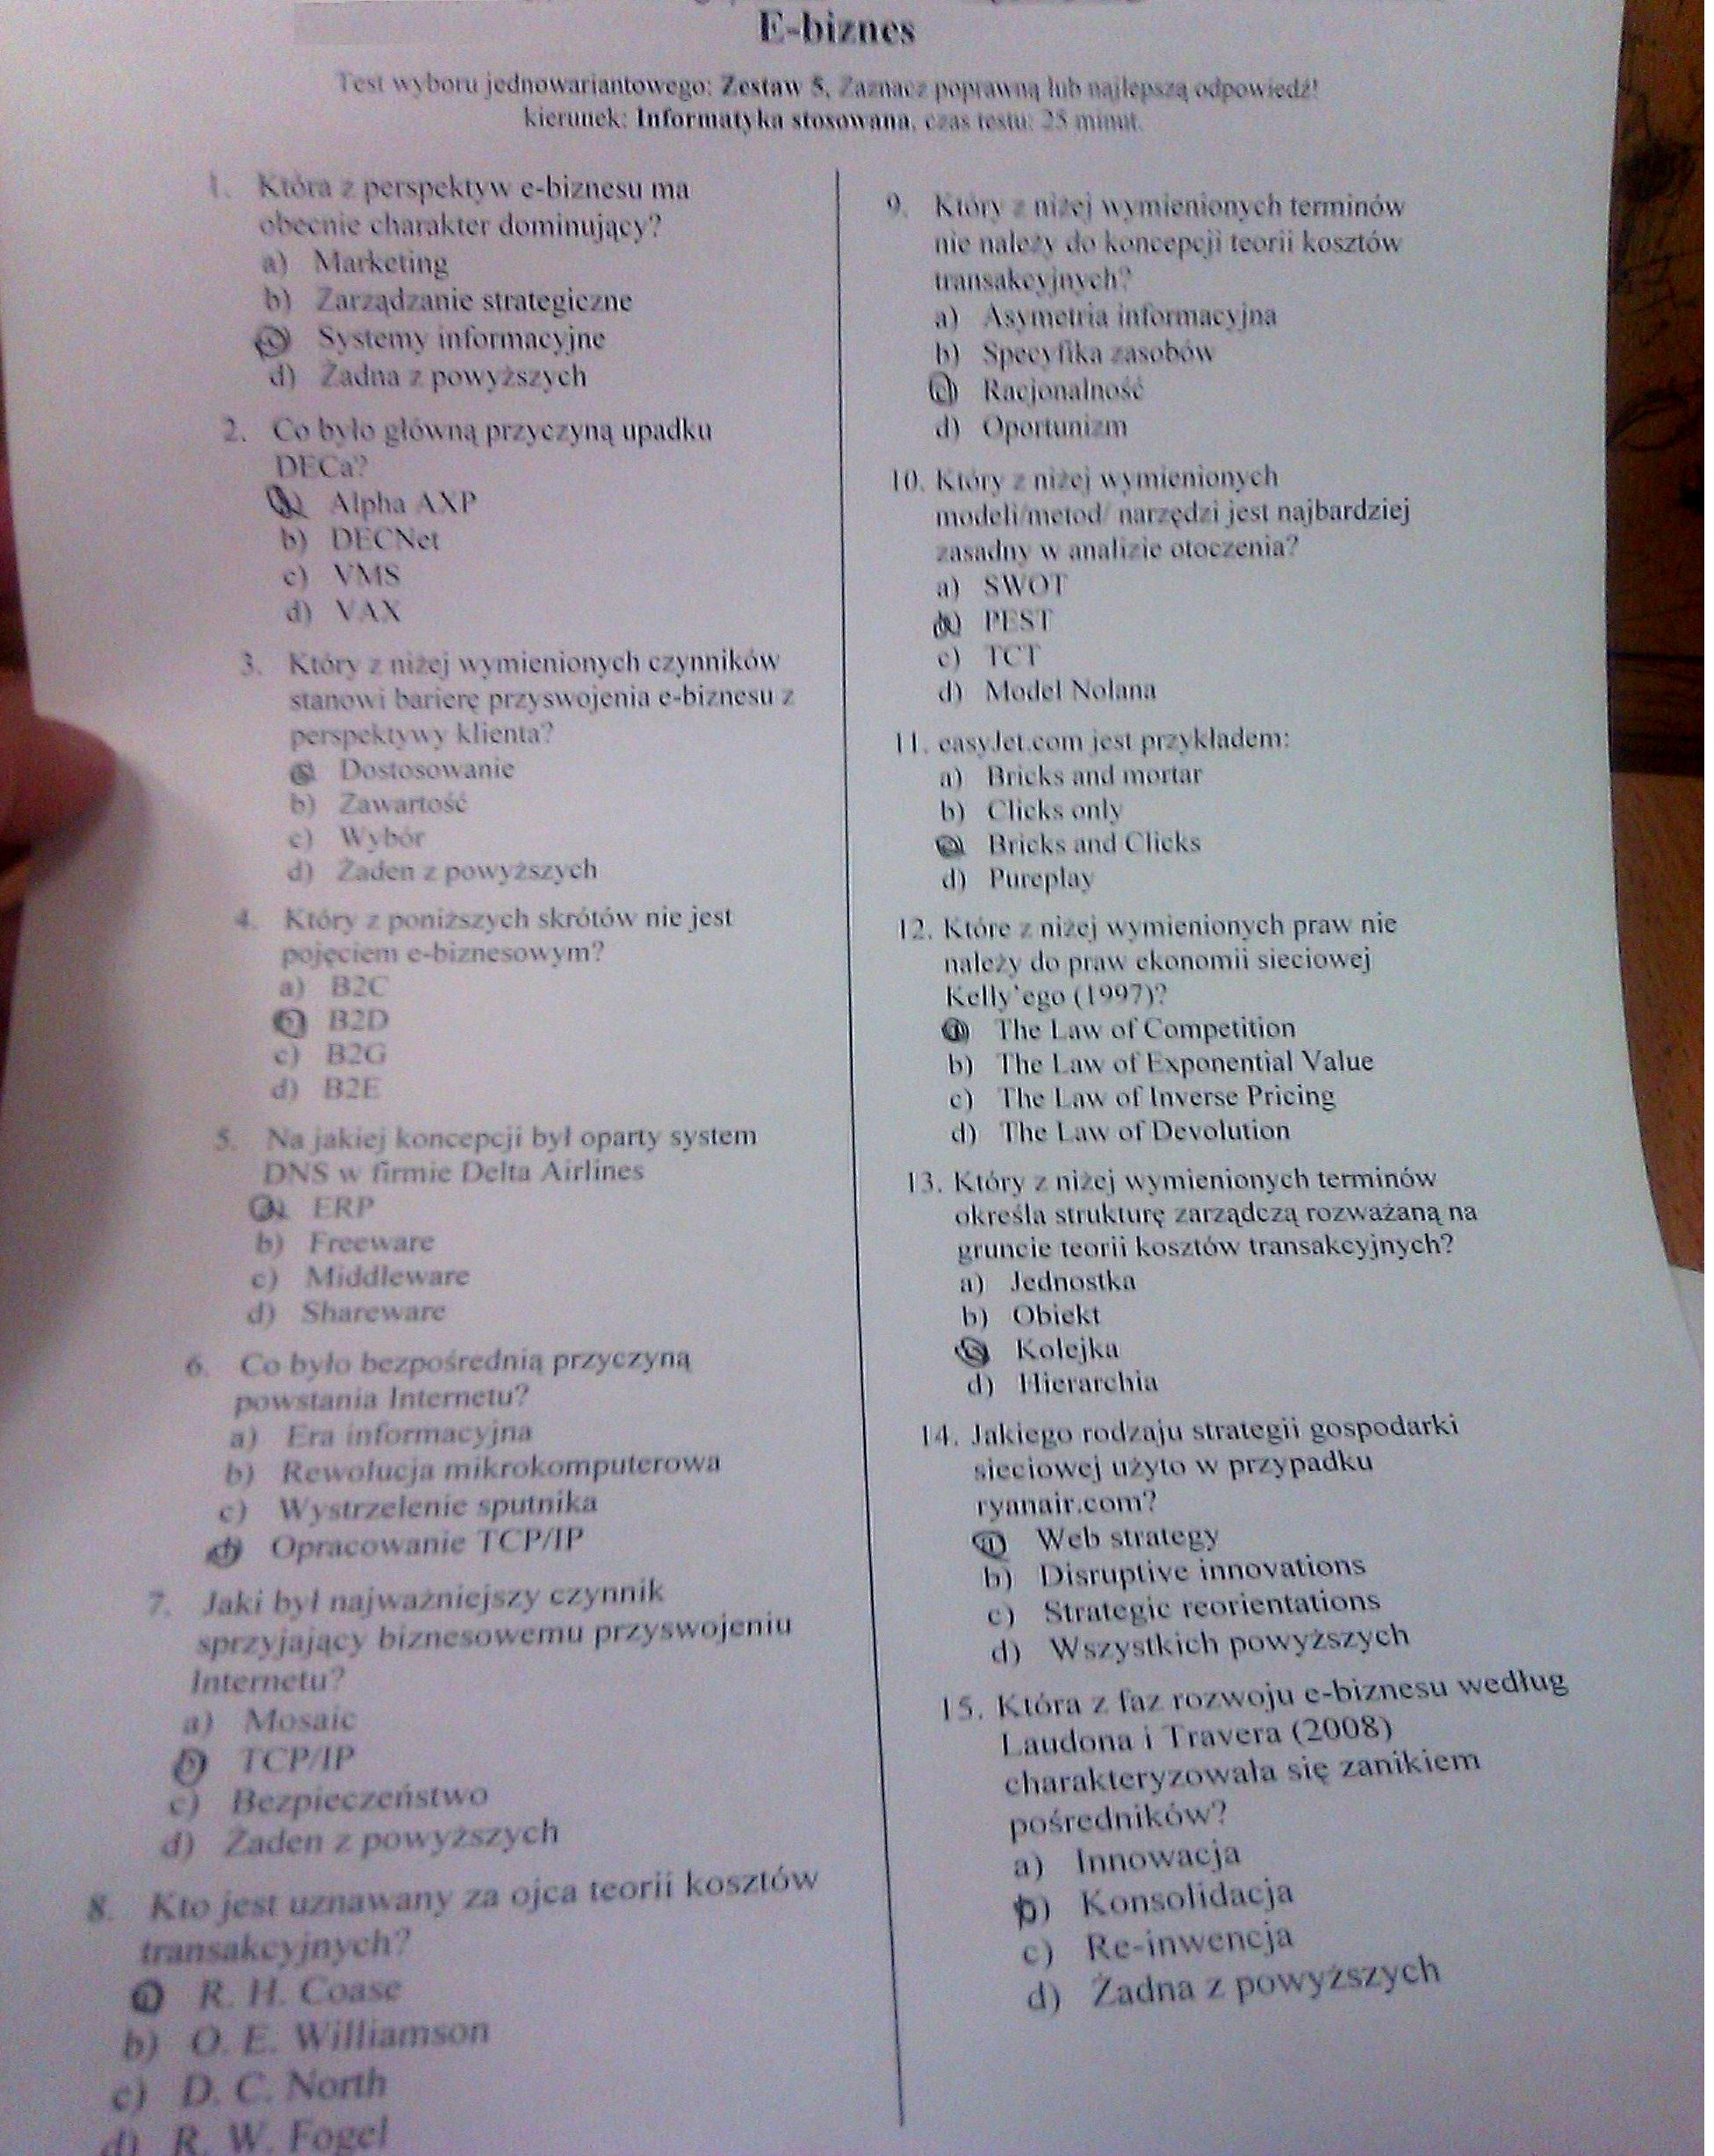 E-biznes
Test wyboru jednowariantowego: Zestaw 5, Zaznacz poprawną lub najlepszą odpowiedź!
kierunek: Informatyka stosowana, czas testu: 25 minut.
1. Która z perspektyw e-biznesu ma
obecnie charakter dominujący?
a) Marketing
b) Zarządzanie strategiczne
c) Systemy informacyjne
d) Żadna z powyższych
2. Co było główną przyczyną upadku
DECa?
a) Alpha AXP
b) DECNet
c) VMS
d) VAX
3. Który z niżej wymienionych czynników
stanowi barierę przyswojenia e-biznesu z
perspektywy klienta?
a) Dostosowanie
b) Zawartość
c) Wybór
d) Żaden z powyższych
4. Który z poniższych skrótów nie jest
pojęciem e-biznesowym?
a) B2C
b) B2D
c) B2G
d) B2E
5. Na jakiej koncepcji był oparty system
DNS w firmie Delta Airlines
a) ERP
b) Freeware
c) Middleware
d) Shareware
6. Co było bezpośrednią przyczyną
powstania Internetu?
a) Era informacyjna
b) Rewolucja mikrokomputerowa
c) Wystrzelenie sputnika
d) Opracowanie TCP/IP
7. Jaki był najważniejszy czynnik
sprzyjający biznesowemu przyswojeniu
Internetu?
a) Mosaic
b) TCP/IP
c) Bezpieczeństwo
d) Żaden z powyższych
8. Kto jest uznawany za ojca teorii kosztów
transakcyjnych?
a) R. H. Coase
b) O. E. Williamson
c) D. C. North
d) R. W. Fogel
9. Który z niżej wymienionych terminów
nie należy do koncepcji teorii kosztów
transakcyjnych?
a) Asymetria informacyjna
b) Specyfika zasobów
c) Racjonalność
d) Oportunizm
10. Który z niżej wymienionych
modeli/metod/ narzędzi jest najbardziej
zasadny w analizie otoczenia?
a) SWOT
b) PEST
c) TCT
d) Model Nolana
11. easyJet.com jest przykładem:
a) Bricks and mortar
b) Clicks only
c) Bricks and Clicks
d) Pureplay
12. Które z niżej wymienionych praw nie
należy do praw ekonomii sieciowej
Kelly'ego (1997)?
a) The Law of Competition
b) The Law of Exponential Value
c) The Law of Inverse Pricing
d) The Law of Devolution
13. Który z niżej wymienionych terminów
określa strukturę zarządczą rozważaną na
gruncie teorii kosztów transakcyjnych?
a) Jednostka
b) Obiekt
c) Kolejka
d) Hierarchia
14. Jakiego rodzaju strategii gospodarki
sieciowej użyto w przypadku
ryanair.com?
a) Web strategy
b) Disruptive innovations
c) Strategic reorientations
d) Wszystkich powyższych
15. Która z faz rozwoju e-biznesu według
Laudona i Travera (2008)
charakteryzowała się zanikiem
pośredników?
a) Innowacja
b) Konsolidacja
c) Re-inwencja
d) Żadna z powyższych